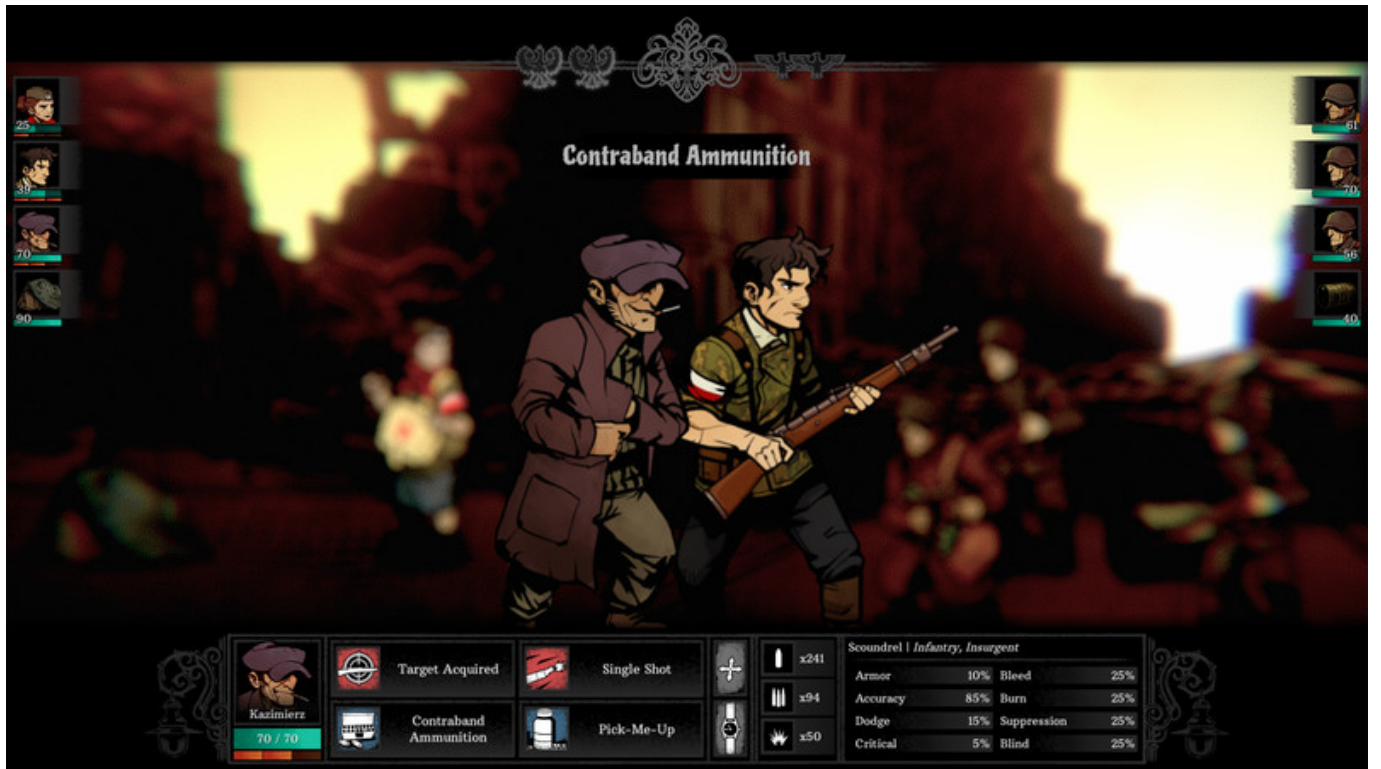 Contraband Ammunition
25
39
70
90
61
70
56
40
Kazimierz
70 / 70
Target Acquired
Single Shot
Contraband
Ammunition
Pick-Me-Up
x241
x94
x50
Scoundrel | Infantry, Insurgent
Armor 10% Bleed 25%
Accuracy 85% Burn 25%
Dodge 15% Suppression 25%
Critical 5% Blind 25%